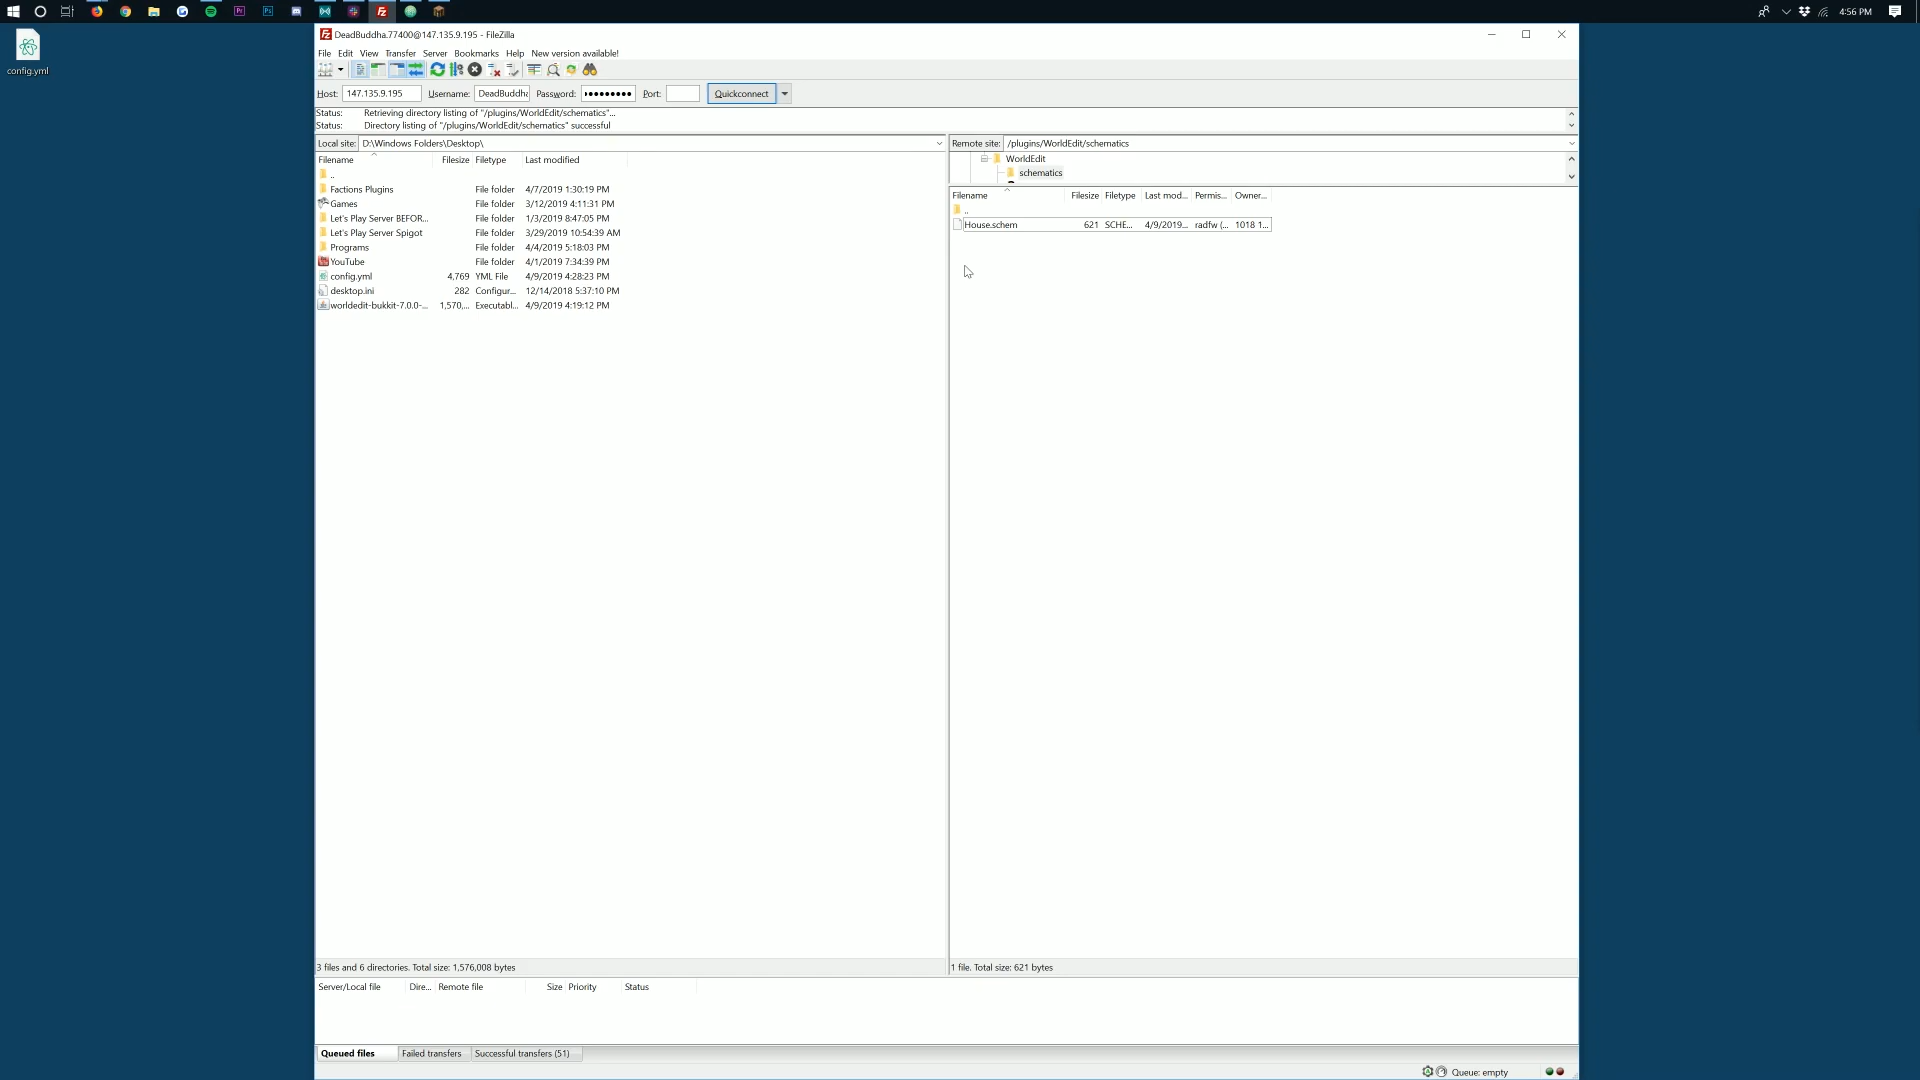 4:56 PM
config.yml
DeadBuddha.77400@147.135.9.195 - FileZilla
File Edit View Transfer Server Bookmarks Help New version available!
Host: 147.135.9.195 Username: DeadBuddha Password: ●●●●●●●●● Port: Quickconnect
Status: Retrieving directory listing of "/plugins/WorldEdit/schematics"...
Status: Directory listing of "/plugins/WorldEdit/schematics" successful
Local site: D:\Windows Folders\Desktop\
Filename Filesize Filetype Last modified
..
Factions Plugins File folder 4/7/2019 1:30:19 PM
Games File folder 3/12/2019 4:11:31 PM
Let's Play Server BEFOR... File folder 1/3/2019 8:47:05 PM
Let's Play Server Spigot File folder 3/29/2019 10:54:39 AM
Programs File folder 4/4/2019 5:18:03 PM
YouTube File folder 4/1/2019 7:34:39 PM
config.yml 4,769 YML File 4/9/2019 4:28:23 PM
desktop.ini 282 Configur... 12/14/2018 5:37:10 PM
worldedit-bukkit-7.0.0-... 1,570,... Executabl... 4/9/2019 4:19:12 PM
3 files and 6 directories. Total size: 1,576,008 bytes
Remote site: /plugins/WorldEdit/schematics
WorldEdit
schematics
Filename Filesize Filetype Last mod... Permis... Owner...
..
House.schem 621 SCHE... 4/9/2019... radfw (... 1018 1...
1 file. Total size: 621 bytes
Server/Local file Dire... Remote file Size Priority Status
Queued files Failed transfers Successful transfers (51)
Queue: empty